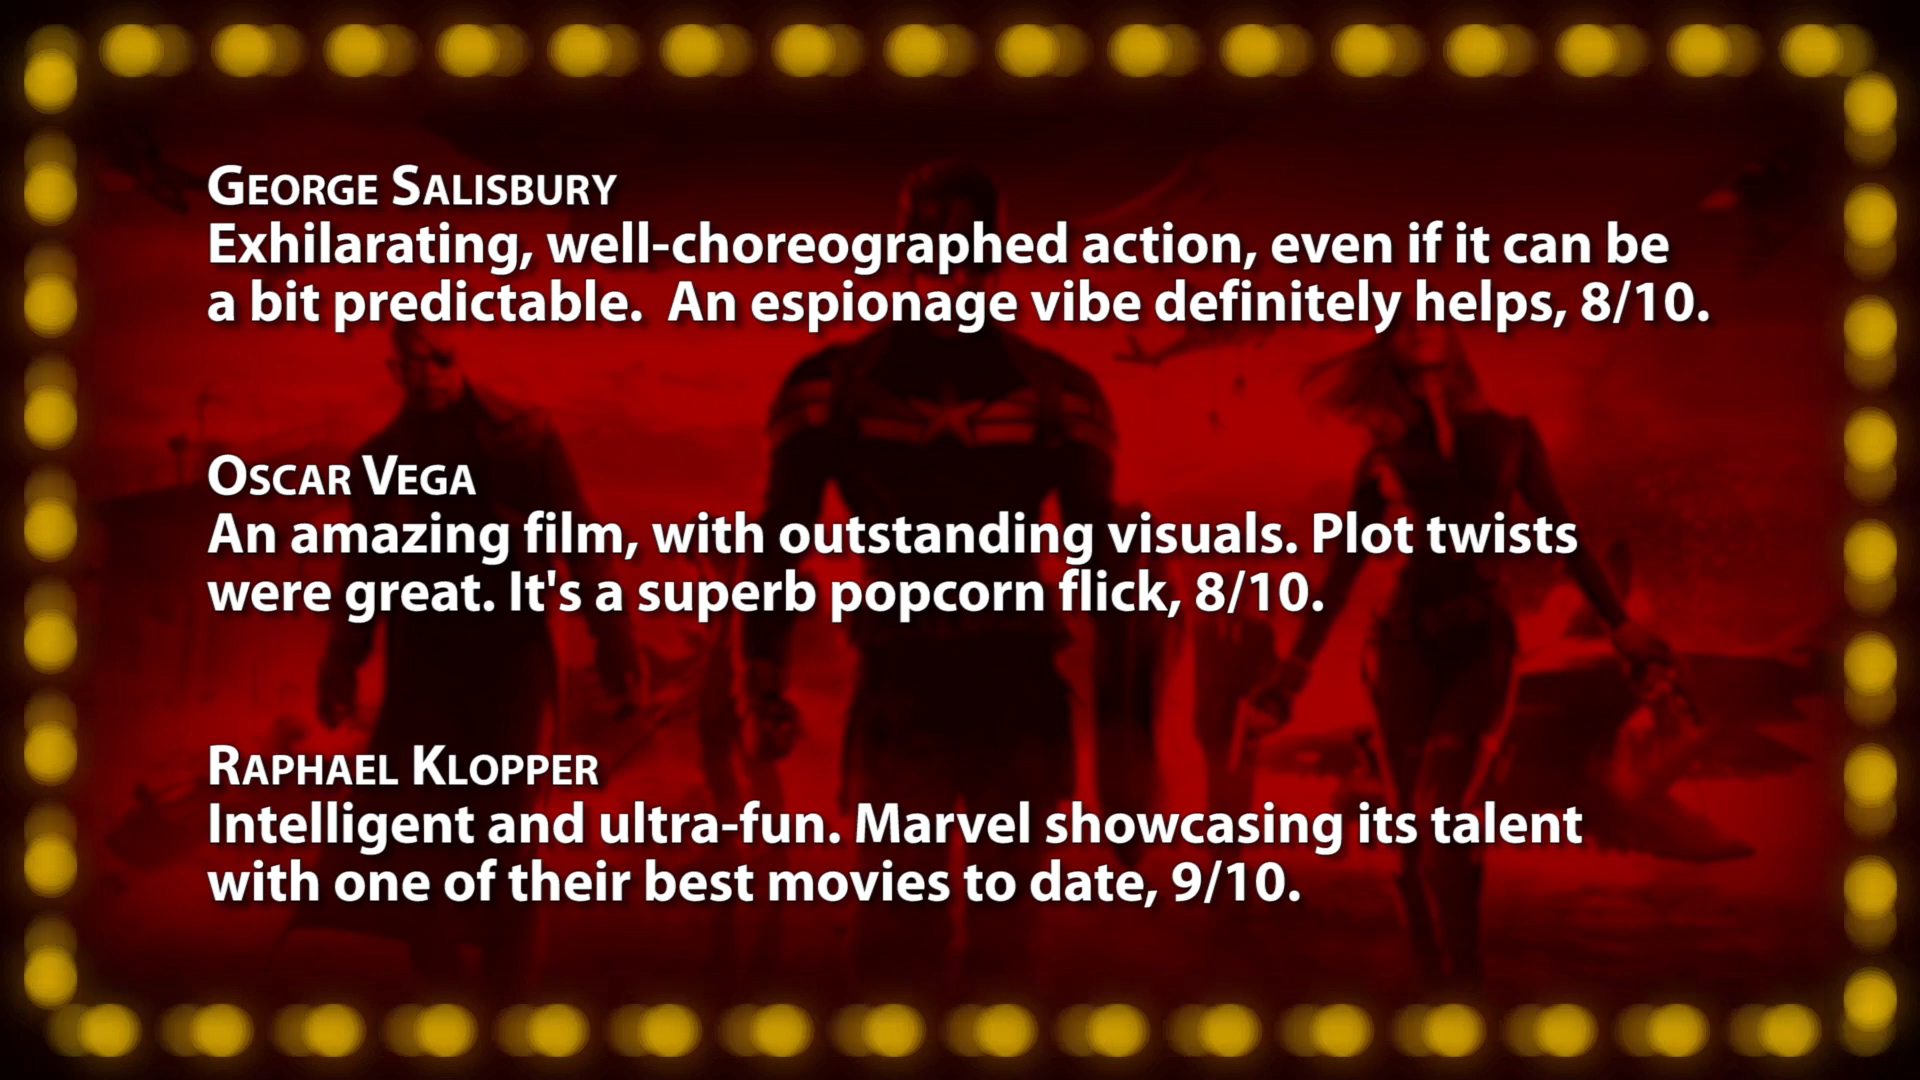 GEORGE SALISBURY
Exhilarating, well-choreographed action, even if it can be
a bit predictable.  An espionage vibe definitely helps, 8/10.
OSCAR VEGA
An amazing film, with outstanding visuals. Plot twists
were great. It's a superb popcorn flick, 8/10.
RAPHAEL KLOPPER
Intelligent and ultra-fun. Marvel showcasing its talent
with one of their best movies to date, 9/10.